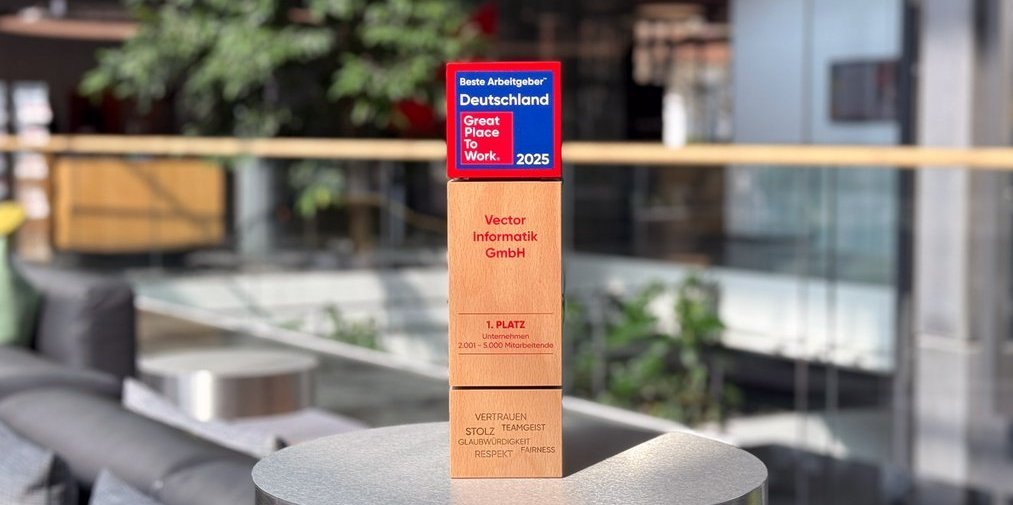 Beste Arbeitgeber™
Deutschland
Great
Place
To
Work®
2025
Vector
Informatik
GmbH
1. PLATZ
Unternehmen
2.001 – 5.000 Mitarbeitende
VERTRAUEN
STOLZ TEAMGEIST
GLAUBWÜRDIGKEIT
RESPEKT FAIRNESS